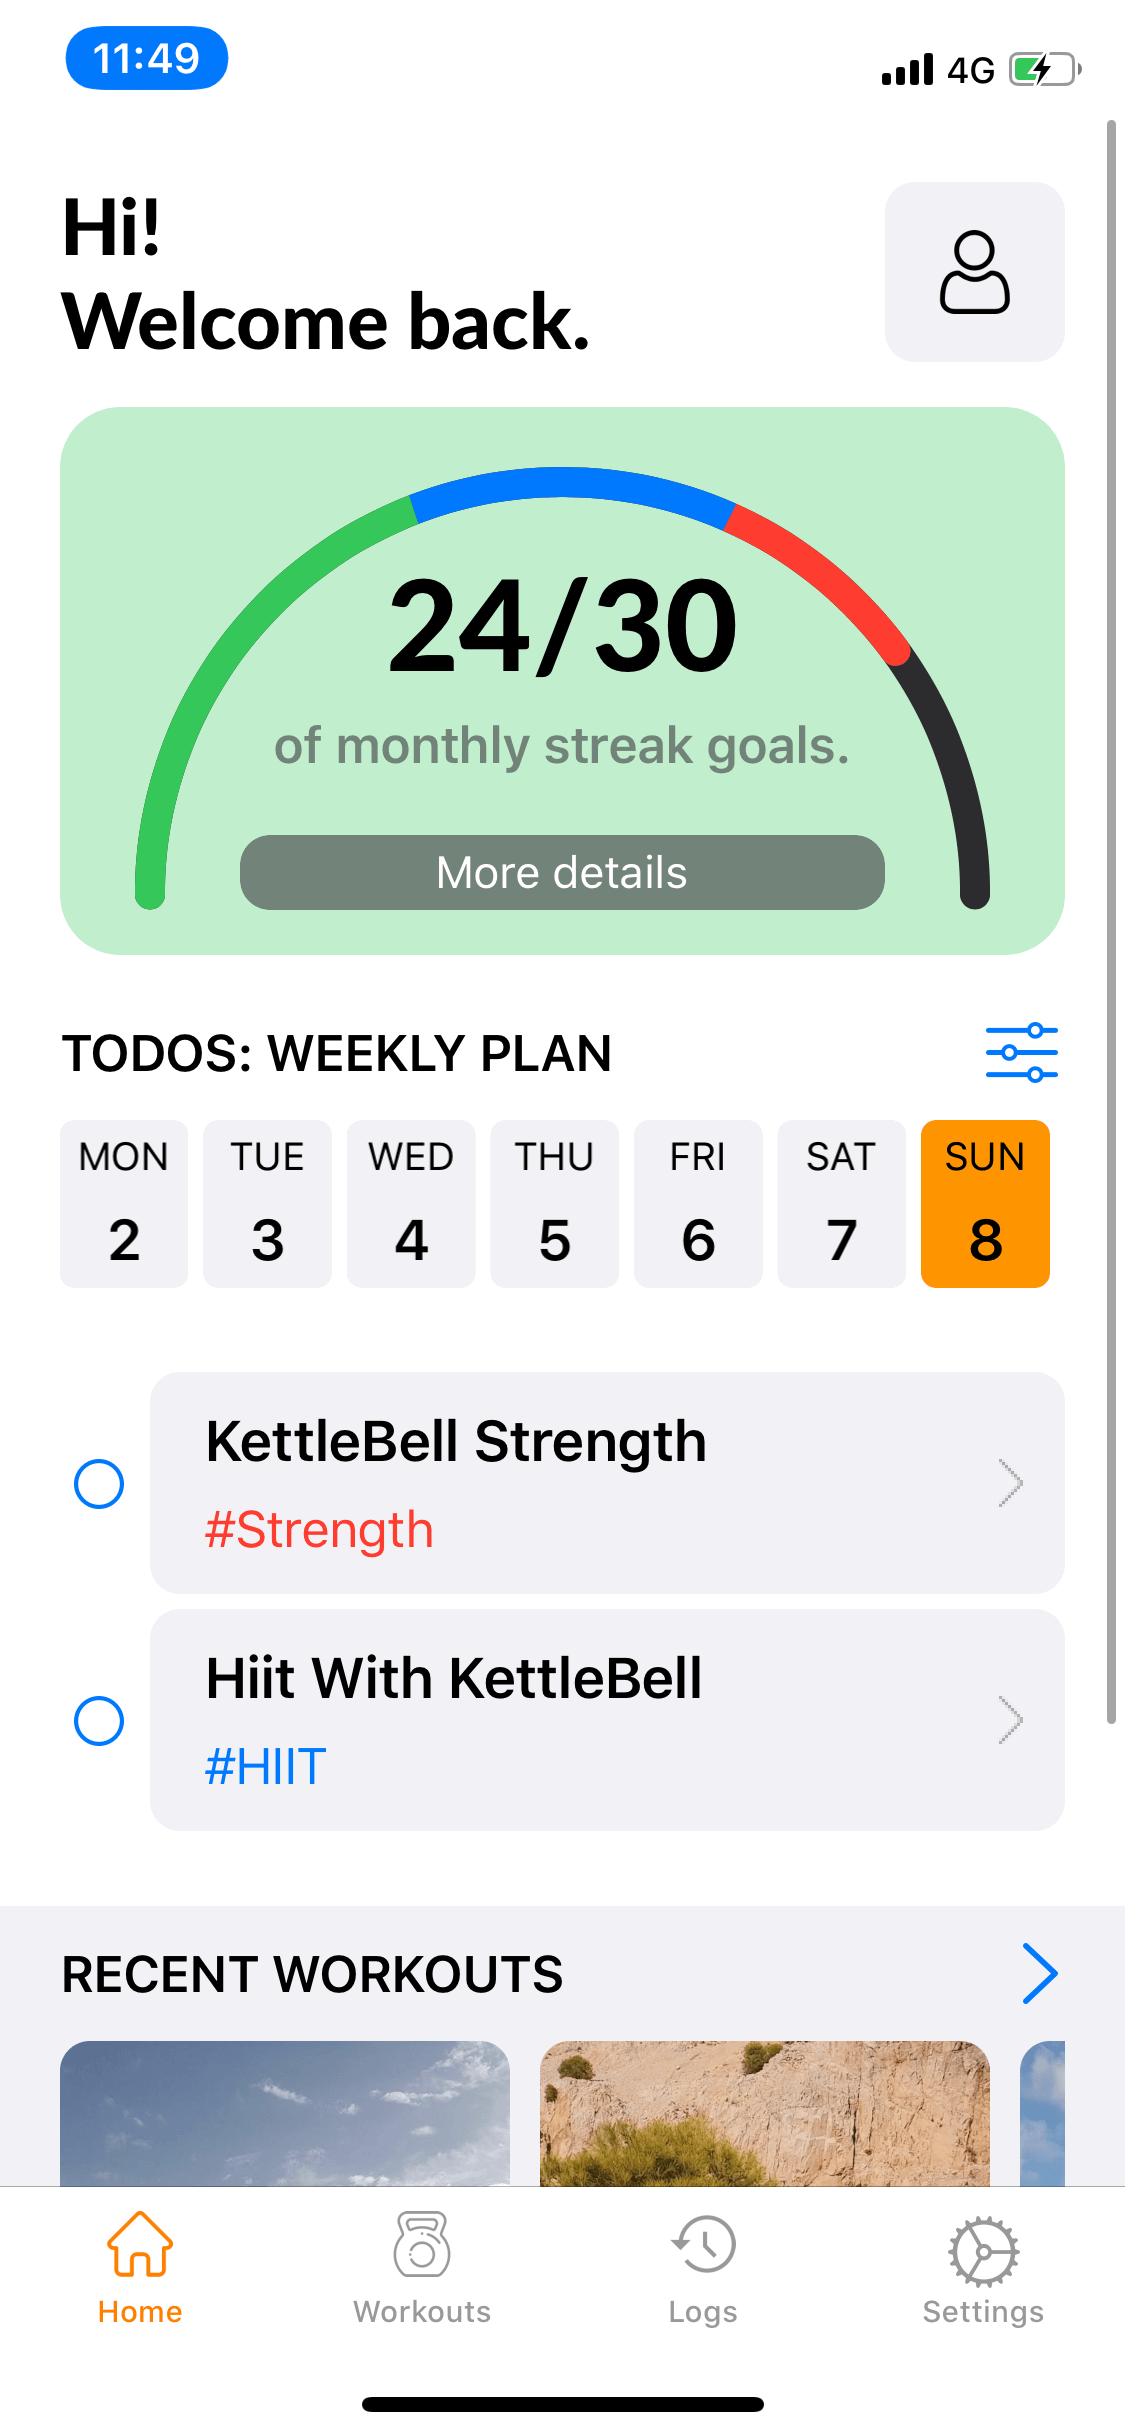 11:49
4G
Hi!
Welcome back.
24/30
of monthly streak goals.
More details
TODOS: WEEKLY PLAN
MON TUE WED THU FRI SAT SUN
2 3 4 5 6 7 8
KettleBell Strength
#Strength
Hiit With KettleBell
#HIIT
RECENT WORKOUTS
Home Workouts Logs Settings